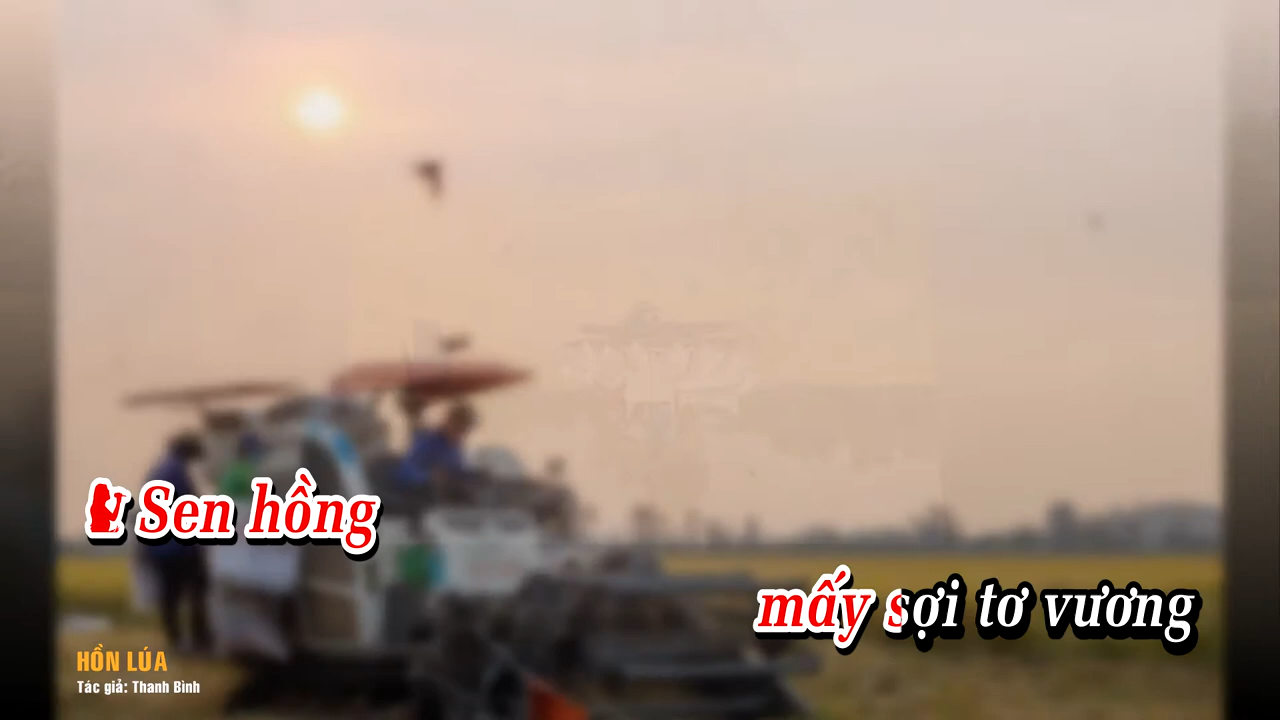 Sen hồng
mấy sợi tơ vương
HỒN LÚA
Tác giả: Thanh Bình